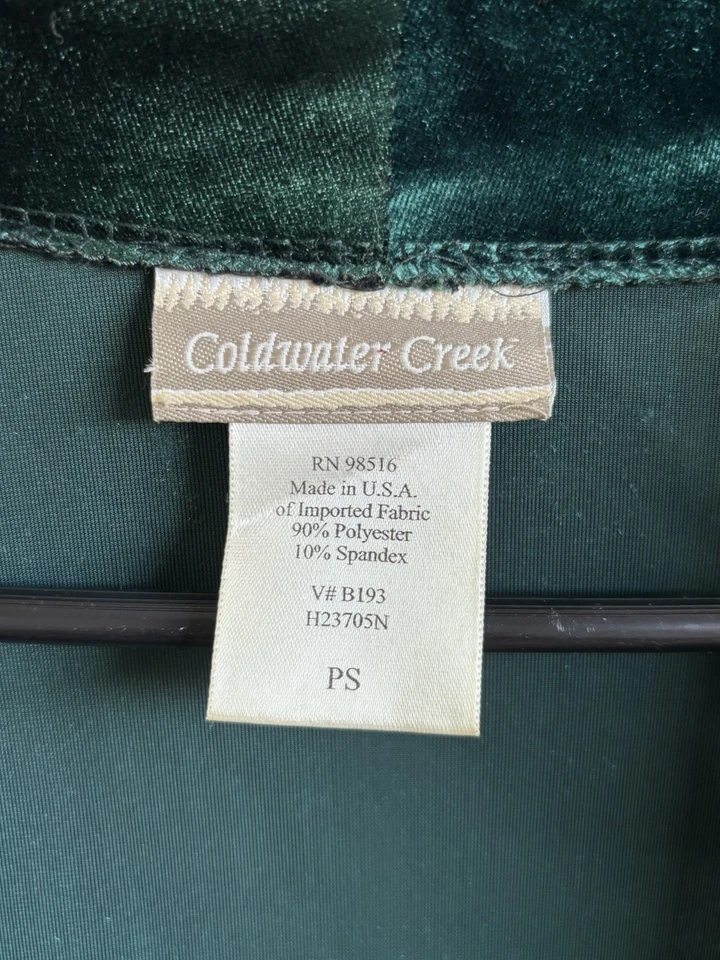 Coldwater Creek
RN 98516
Made in U.S.A.
of Imported Fabric
90% Polyester
10% Spandex
V# B193
H23705N
PS